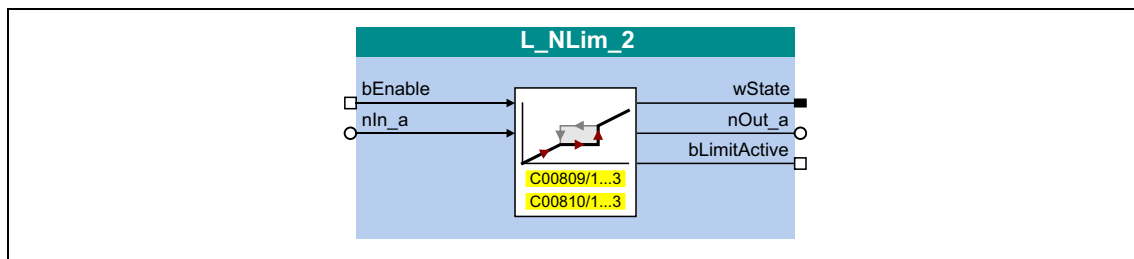 L_NLim_2
bEnable
wState
nIn_a
nOut_a
bLimitActive
C00809/1...3
C00810/1...3